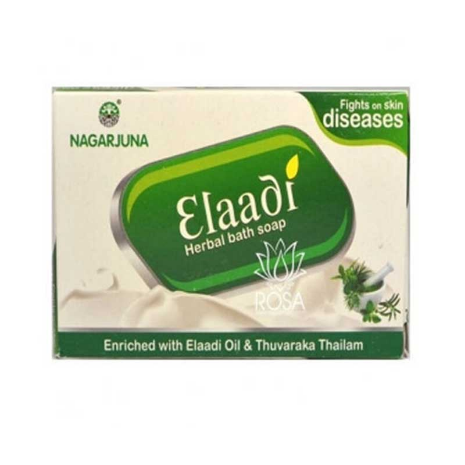 NAGARJUNA
Fights on skin
diseases
Elaadi
Herbal bath soap
ROSA
Enriched with Elaadi Oil & Thuvaraka Thailam